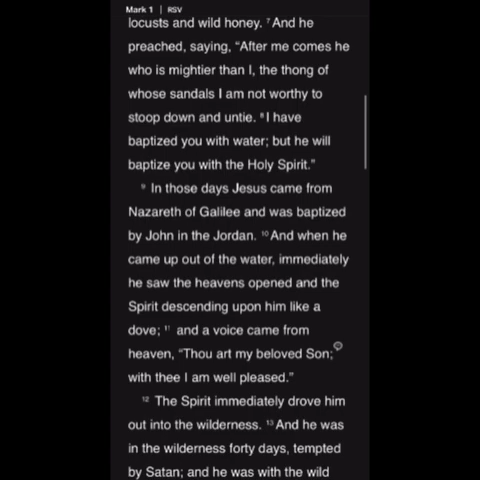 Mark 1 | RSV
locusts and wild honey. 7 And he
preached, saying, “After me comes he
who is mightier than I, the thong of
whose sandals I am not worthy to
stoop down and untie. 8 I have
baptized you with water; but he will
baptize you with the Holy Spirit.”
9 In those days Jesus came from
Nazareth of Galilee and was baptized
by John in the Jordan. 10 And when he
came up out of the water, immediately
he saw the heavens opened and the
Spirit descending upon him like a
dove; 11 and a voice came from
heaven, “Thou art my beloved Son;
with thee I am well pleased.”
12 The Spirit immediately drove him
out into the wilderness. 13 And he was
in the wilderness forty days, tempted
by Satan; and he was with the wild